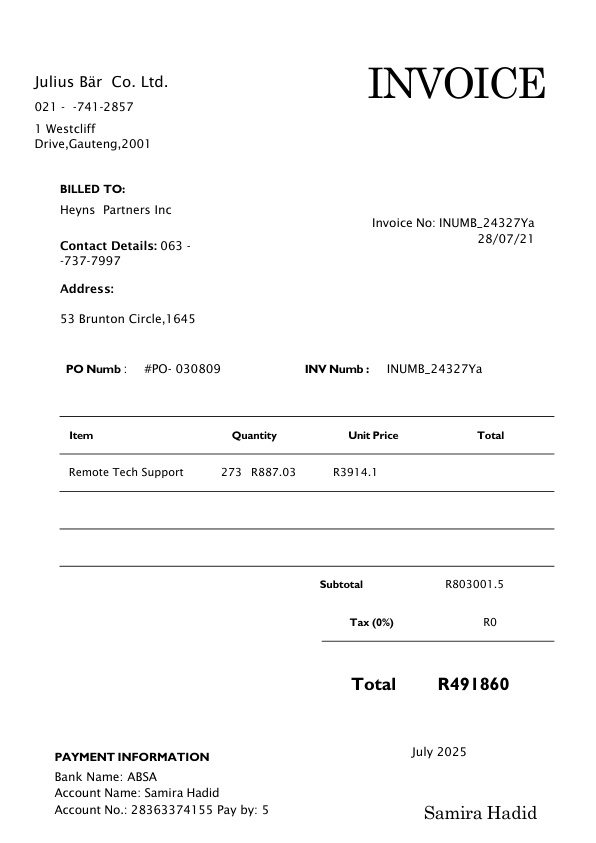 INVOICE
Julius Bär Co. Ltd.
021 - -741-2857
1 Westcliff
Drive,Gauteng,2001
BILLED TO:
Heyns Partners Inc
Invoice No: INUMB_24327Ya
28/07/21
Contact Details: 063 -
-737-7997
Address:
53 Brunton Circle,1645
PO Numb : #PO- 030809 INV Numb : INUMB_24327Ya
Item Quantity Unit Price Total
Remote Tech Support 273 R887.03 R3914.1
Subtotal R803001.5
Tax (0%) R0
Total R491860
July 2025
PAYMENT INFORMATION
Bank Name: ABSA
Account Name: Samira Hadid
Account No.: 28363374155 Pay by: 5
Samira Hadid